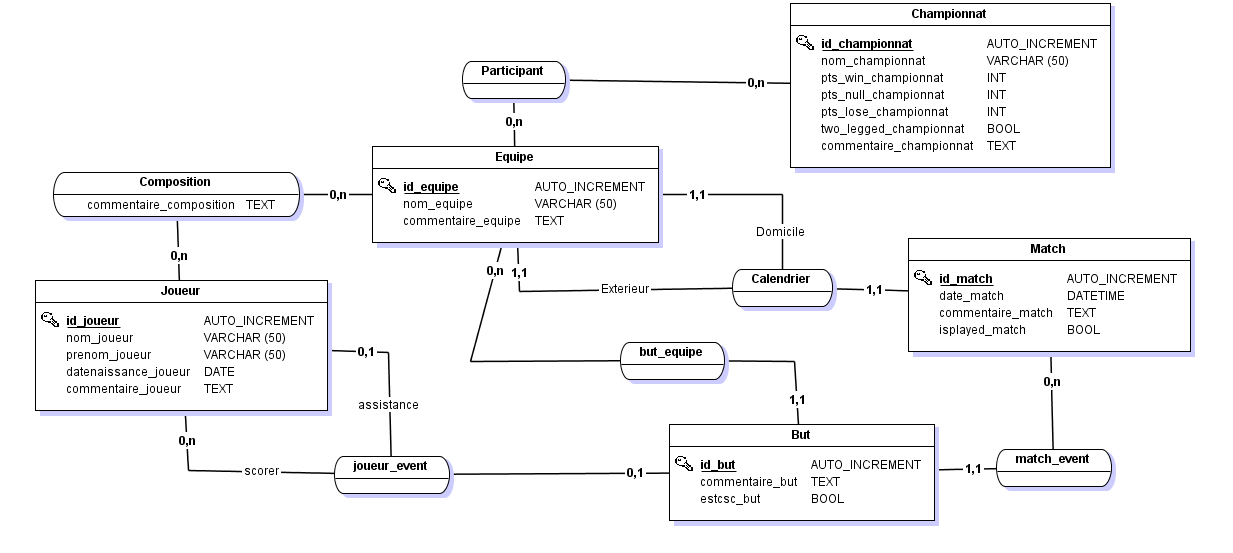 Championnat
id_championnat AUTO_INCREMENT
nom_championnat VARCHAR (50)
pts_win_championnat INT
pts_null_championnat INT
pts_lose_championnat INT
two_legged_championnat BOOL
commentaire_championnat TEXT
Participant
0,n
0,n
Equipe
id_equipe AUTO_INCREMENT
nom_equipe VARCHAR (50)
commentaire_equipe TEXT
Composition
commentaire_composition TEXT
0,n
0,n
1,1
Domicile
0,n
1,1
Exterieur
Calendrier
1,1
Match
id_match AUTO_INCREMENT
date_match DATETIME
commentaire_match TEXT
isplayed_match BOOL
Joueur
id_joueur AUTO_INCREMENT
nom_joueur VARCHAR (50)
prenom_joueur VARCHAR (50)
datenaissance_joueur DATE
commentaire_joueur TEXT
0,1
assistance
but_equipe
1,1
0,n
0,n
scorer
joueur_event
0,1
But
id_but AUTO_INCREMENT
commentaire_but TEXT
estcsc_but BOOL
1,1
match_event